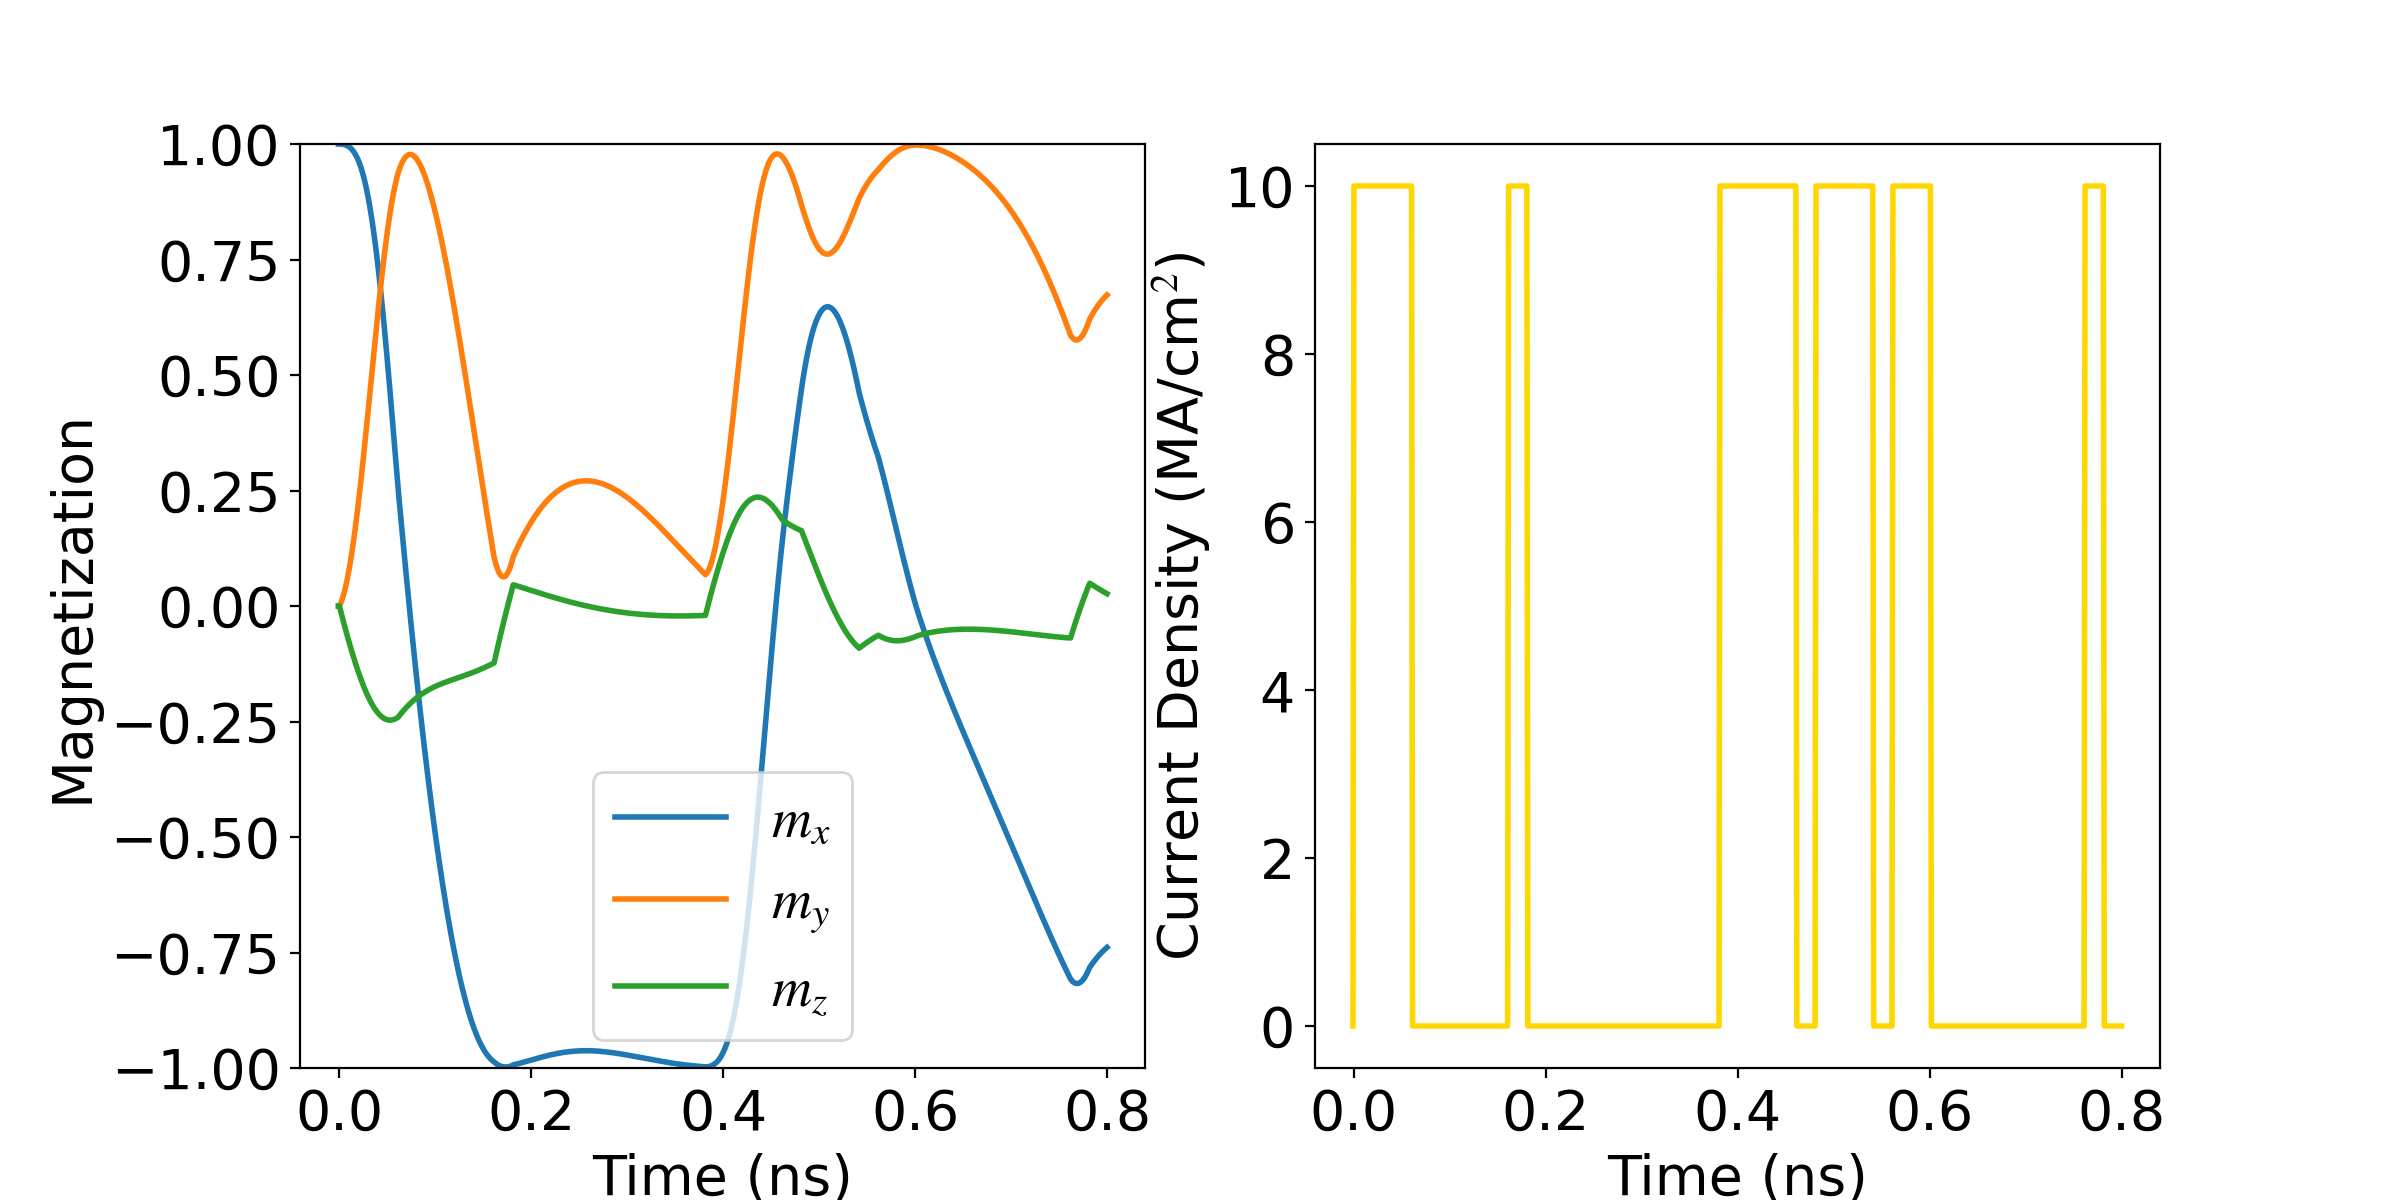 Magnetization
1.00
0.75
0.50
0.25
0.00
−0.25
−0.50
−0.75
−1.00
0.0 0.2 0.4 0.6 0.8
Time (ns)
m_x
m_y
m_z
Current Density (MA/cm²)
10
8
6
4
2
0
0.0 0.2 0.4 0.6 0.8
Time (ns)